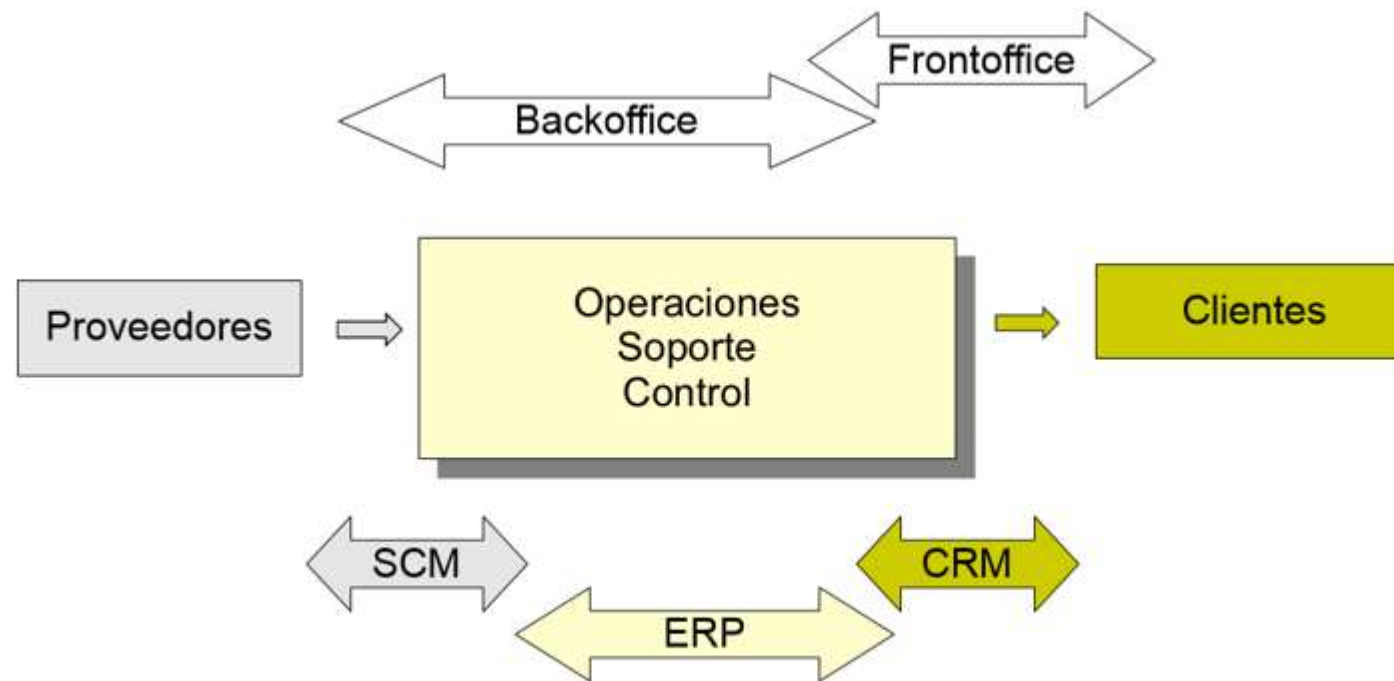 Frontoffice
Backoffice
Proveedores
Operaciones
Soporte
Control
Clientes
SCM
CRM
ERP